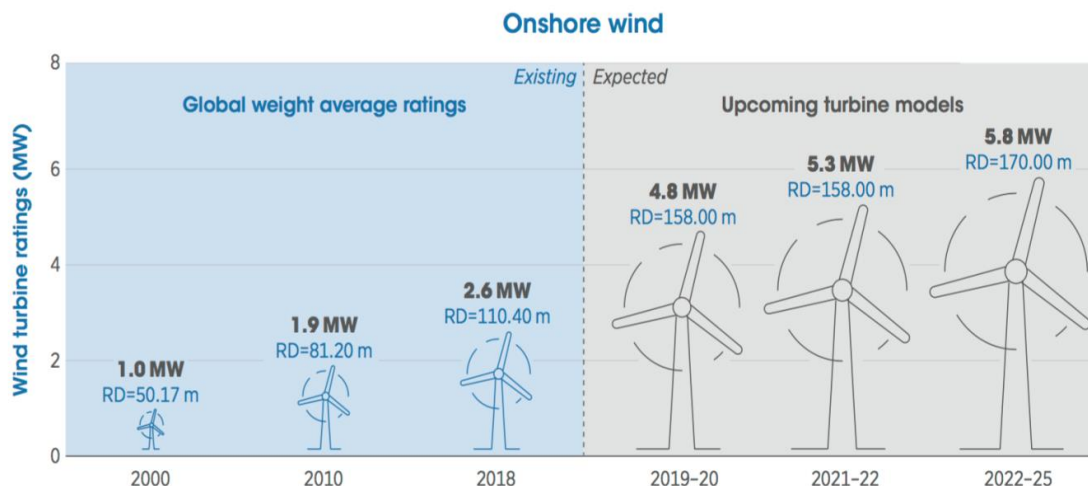 Onshore wind
Wind turbine ratings (MW)
8
6
4
2
0
Existing
Expected
Global weight average ratings
Upcoming turbine models
1.0 MW
RD=50.17 m
1.9 MW
RD=81.20 m
2.6 MW
RD=110.40 m
4.8 MW
RD=158.00 m
5.3 MW
RD=158.00 m
5.8 MW
RD=170.00 m
2000
2010
2018
2019–20
2021–22
2022–25